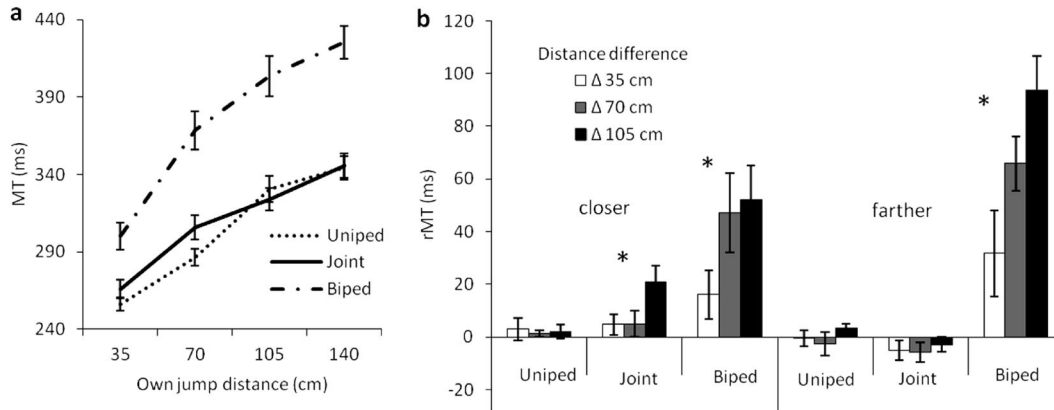 a
440
390
340
290
240
MT (ms)
35 70 105 140
Own jump distance (cm)
Uniped
Joint
Biped
b
120
100
80
60
40
20
0
-20
rMT (ms)
Distance difference
Δ 35 cm
Δ 70 cm
Δ 105 cm
closer
farther
*
*
*
Uniped Joint Biped Uniped Joint Biped